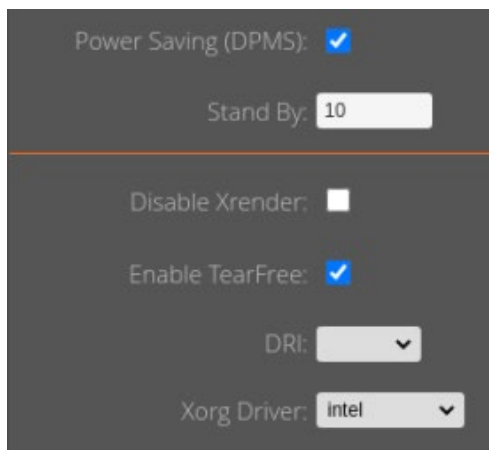 Power Saving (DPMS):
Stand By: 10
Disable Xrender:
Enable TearFree:
DRI:
Xorg Driver: intel